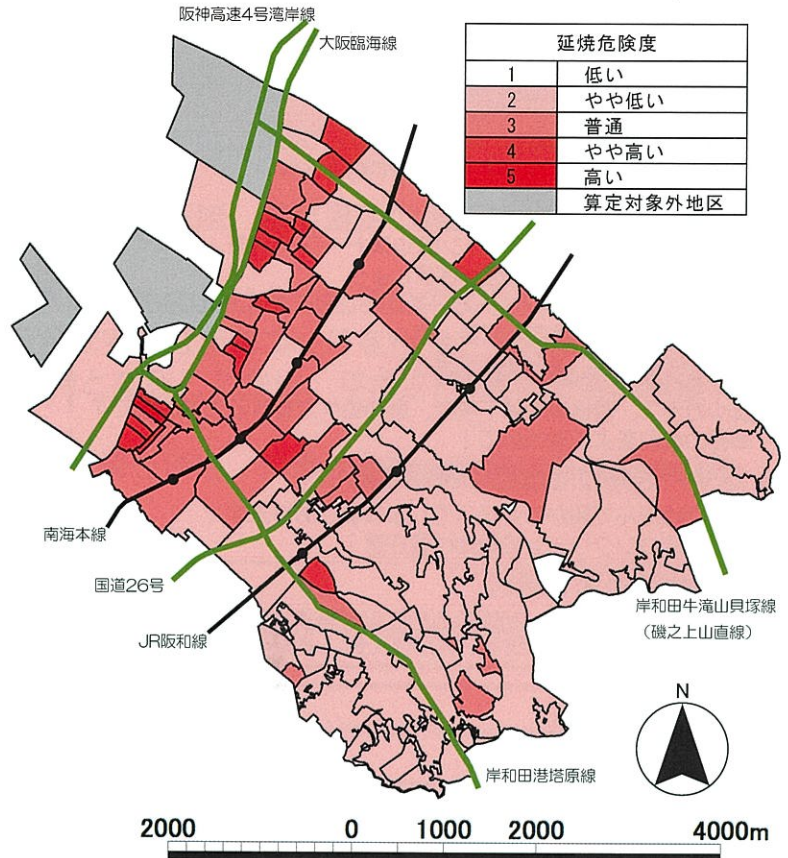 阪神高速4号湾岸線
大阪臨海線
延焼危険度
1 低い
2 やや低い
3 普通
4 やや高い
5 高い
算定対象外地区
南海本線
国道26号
JR阪和線
岸和田牛滝山貝塚線
(磯之上山直線)
N
岸和田港塔原線
2000 0 1000 2000 4000m